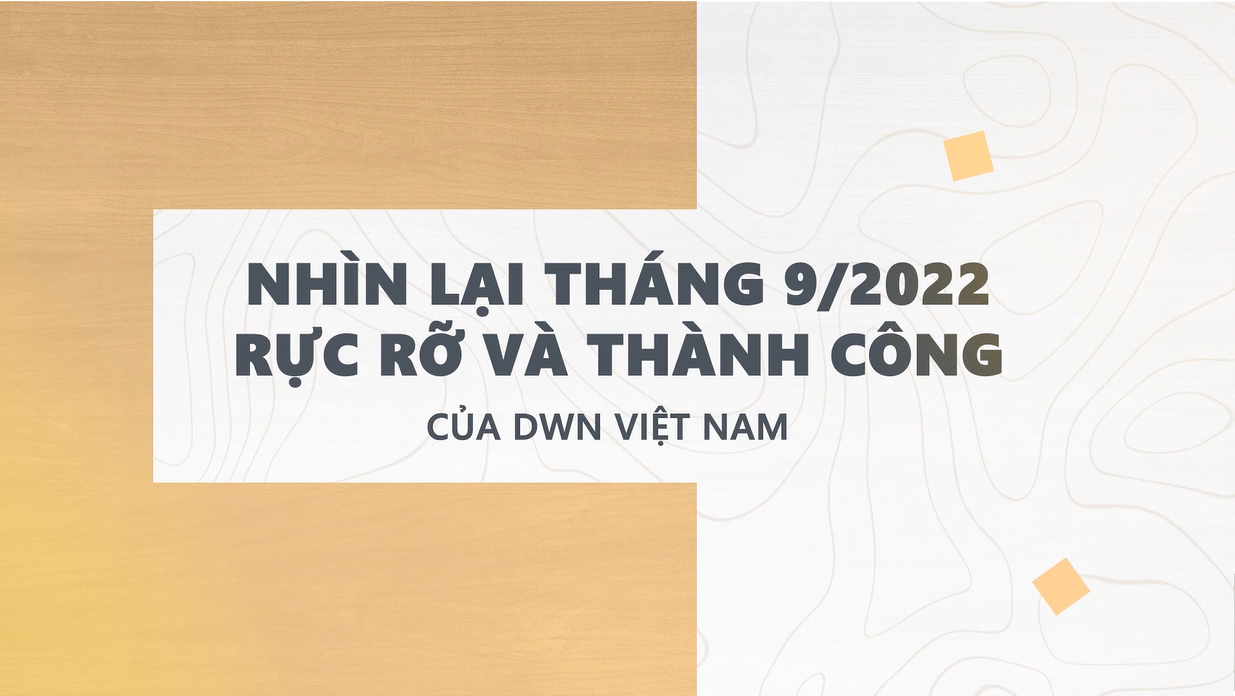 NHÌN LẠI THÁNG 9/2022
RỰC RỠ VÀ THÀNH CÔNG
CỦA DWN VIỆT NAM